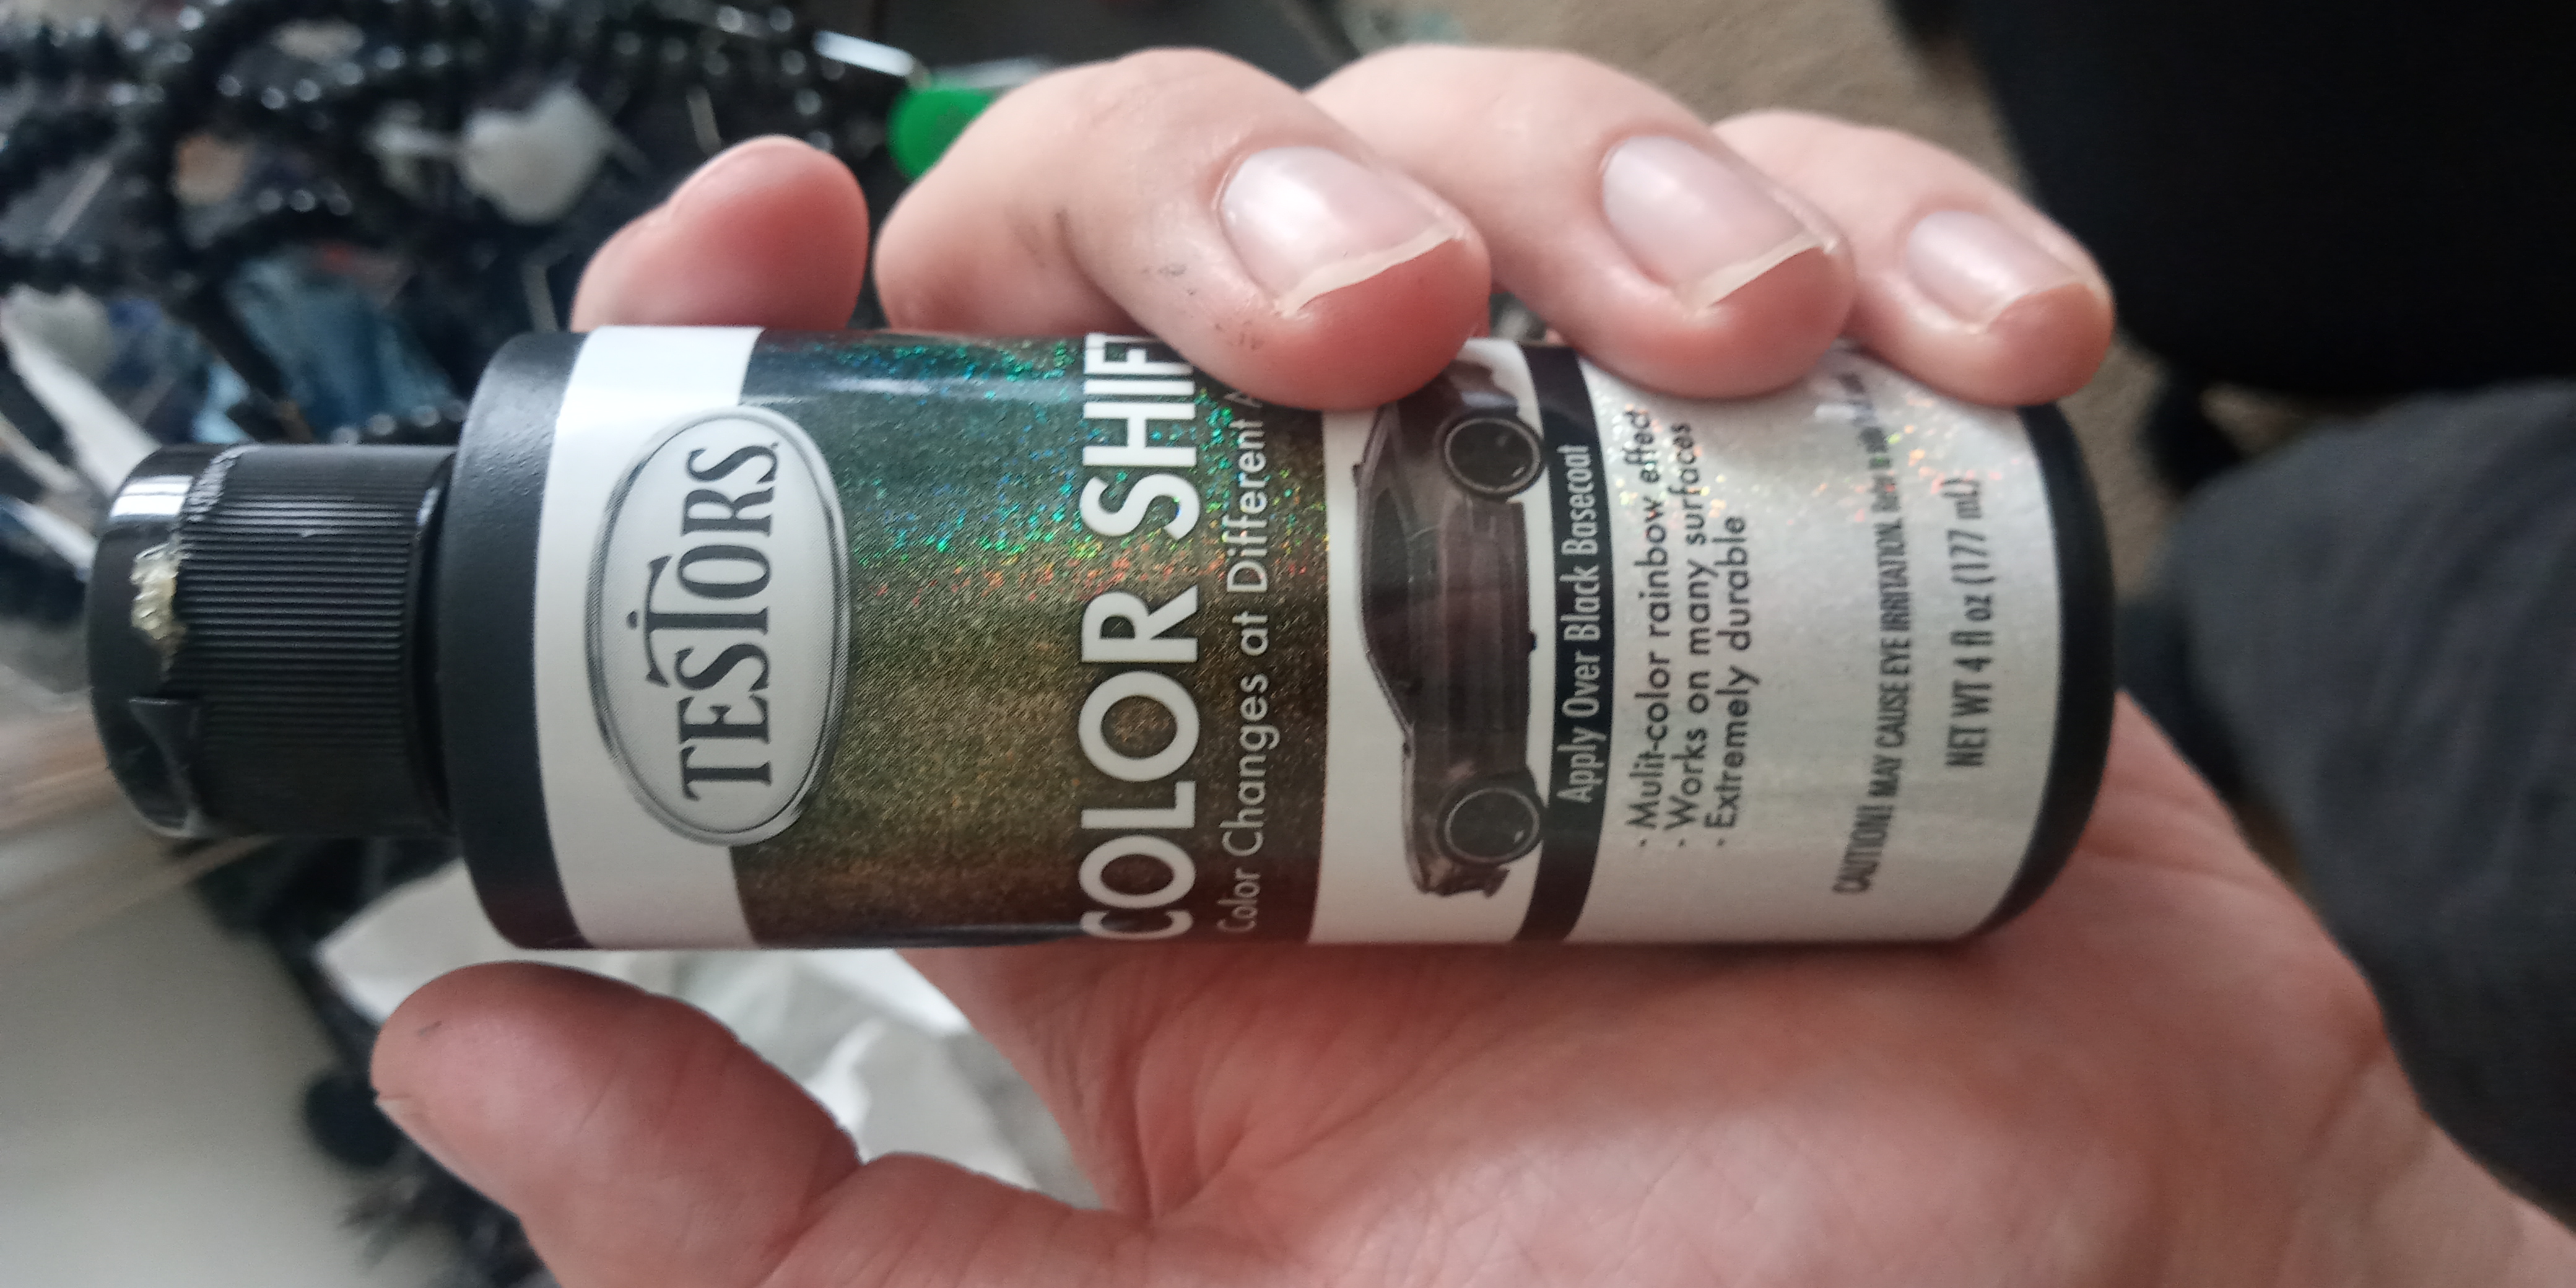 TESTORS
COLOR SHIF
Color Changes at Different A
Apply Over Black Basecoat
· Mulit-color rainbow effect
· Works on many surfaces
· Extremely durable
CAUTION! MAY CAUSE EYE IRRITATION.
NET WT 4 fl oz (177 ml)